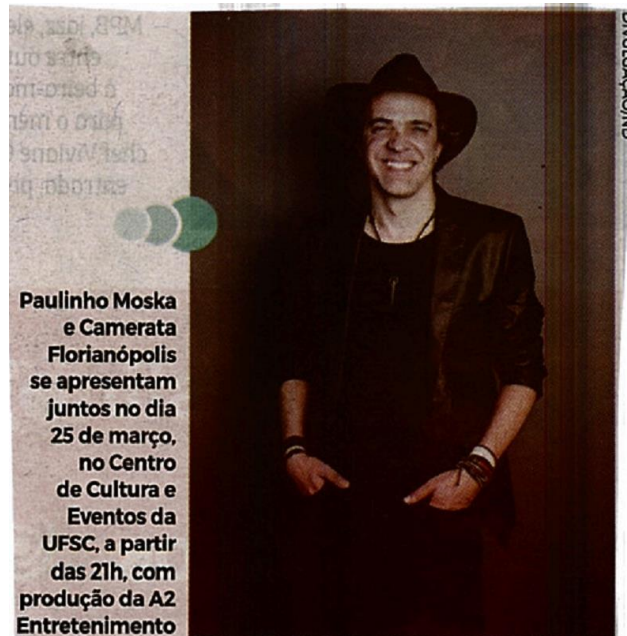 Paulinho Moska
e Camerata
Florianópolis
se apresentam
juntos no dia
25 de março,
no Centro
de Cultura e
Eventos da
UFSC, a partir
das 21h, com
produção da A2
Entretenimento